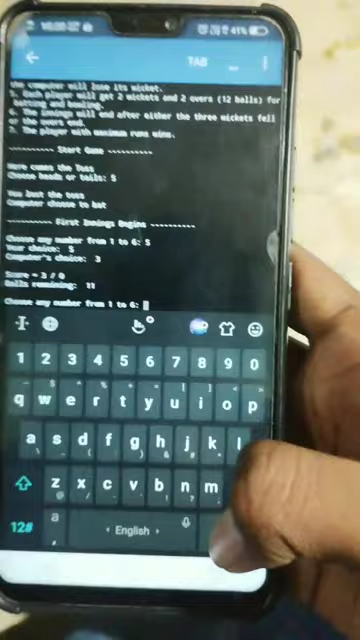 41%
TAB
the computer will lose its wicket.
5. Each player will get 2 wickets and 2 overs (12 balls) for
batting and bowling.
6. The innings will end after either the three wickets fell
or the overs end.
7. The player with maximum runs wins.
---------- Start Game ----------
Here comes the Toss
Choose heads or tails: 5
You lost the toss
Computer choose to bat
---------- First Innings Begins ----------
Choose any number from 1 to 6: 5
Your choice: 5
Computer's choice: 3
Score = 3 / 0
Balls remaining: 11
Choose any number from 1 to 6:
1 2 3 4 5 6 7 8 9 0
q w e r t y u i o p
a s d f g h j k l
z x c v b n m
12# , English